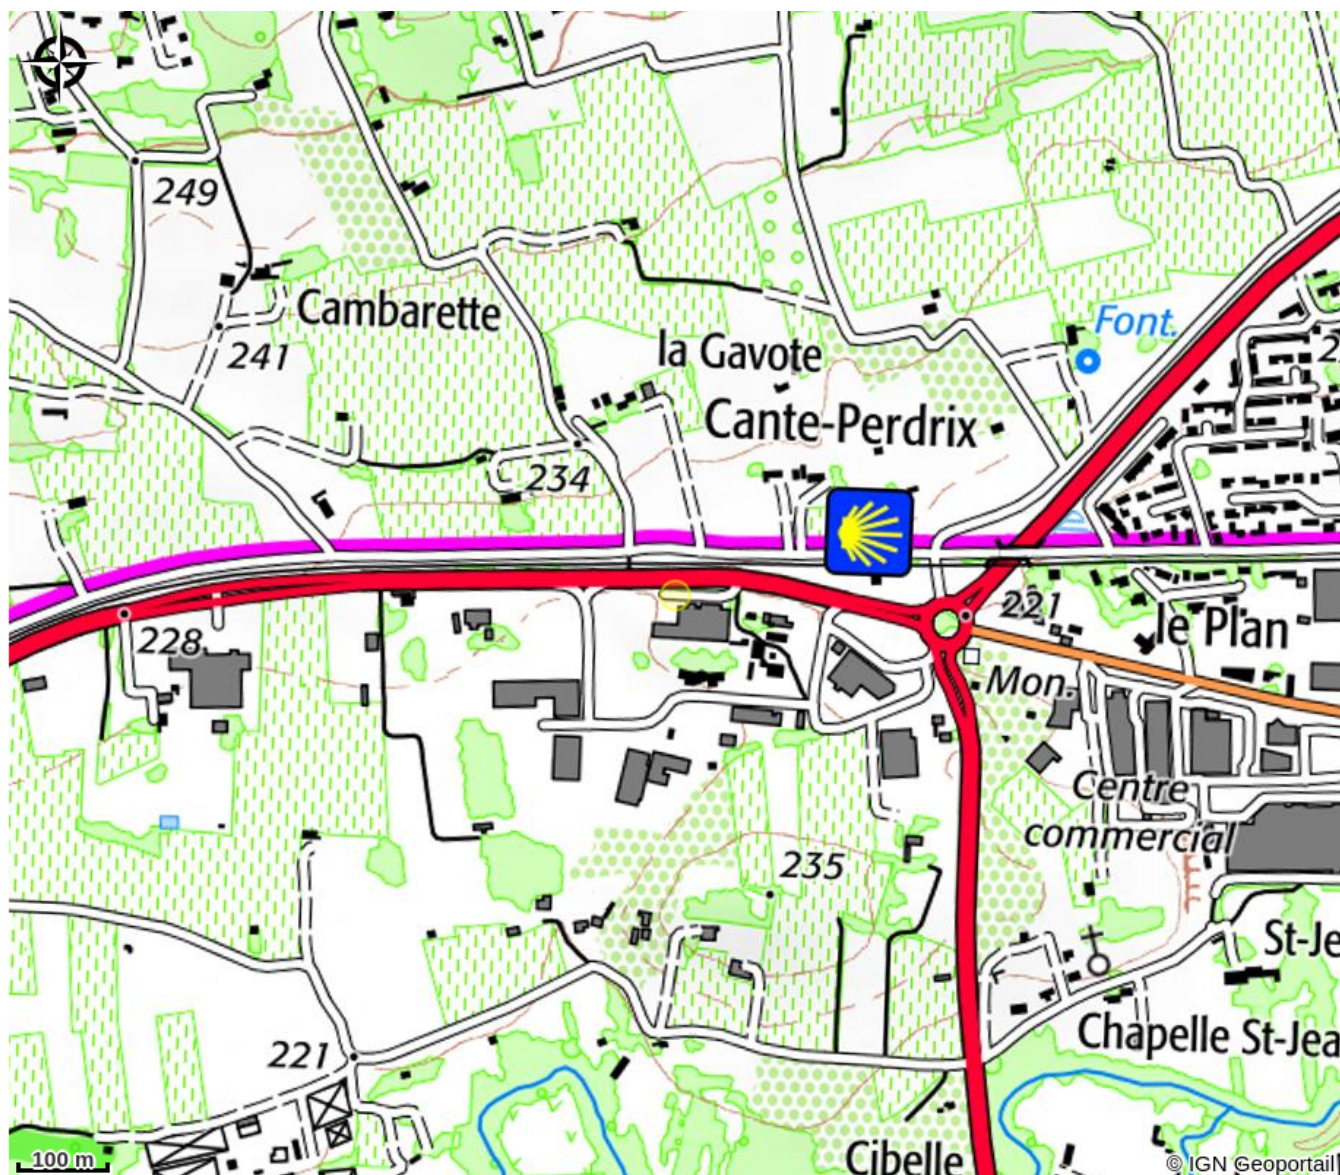 249
Cambarette
241
Font.
la Gavote
Cante-Perdrix
234
221
228
le Plan
Mon.
Centre
commercial
235
St-Je
221
Chapelle St-Jea
Cibelle
100 m
© IGN Geoportail